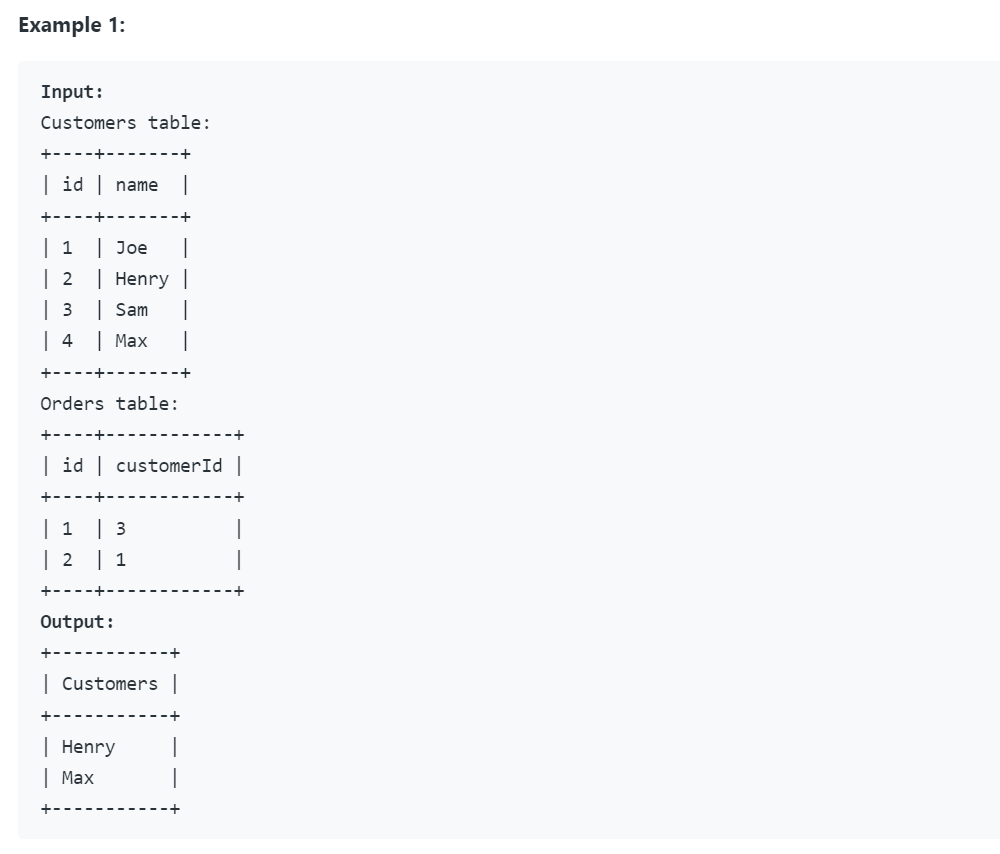 Example 1:
Input:
Customers table:
+----+-------+
| id | name  |
+----+-------+
| 1  | Joe   |
| 2  | Henry |
| 3  | Sam   |
| 4  | Max   |
+----+-------+
Orders table:
+----+------------+
| id | customerId |
+----+------------+
| 1  | 3          |
| 2  | 1          |
+----+------------+
Output:
+-----------+
| Customers |
+-----------+
| Henry     |
| Max       |
+-----------+